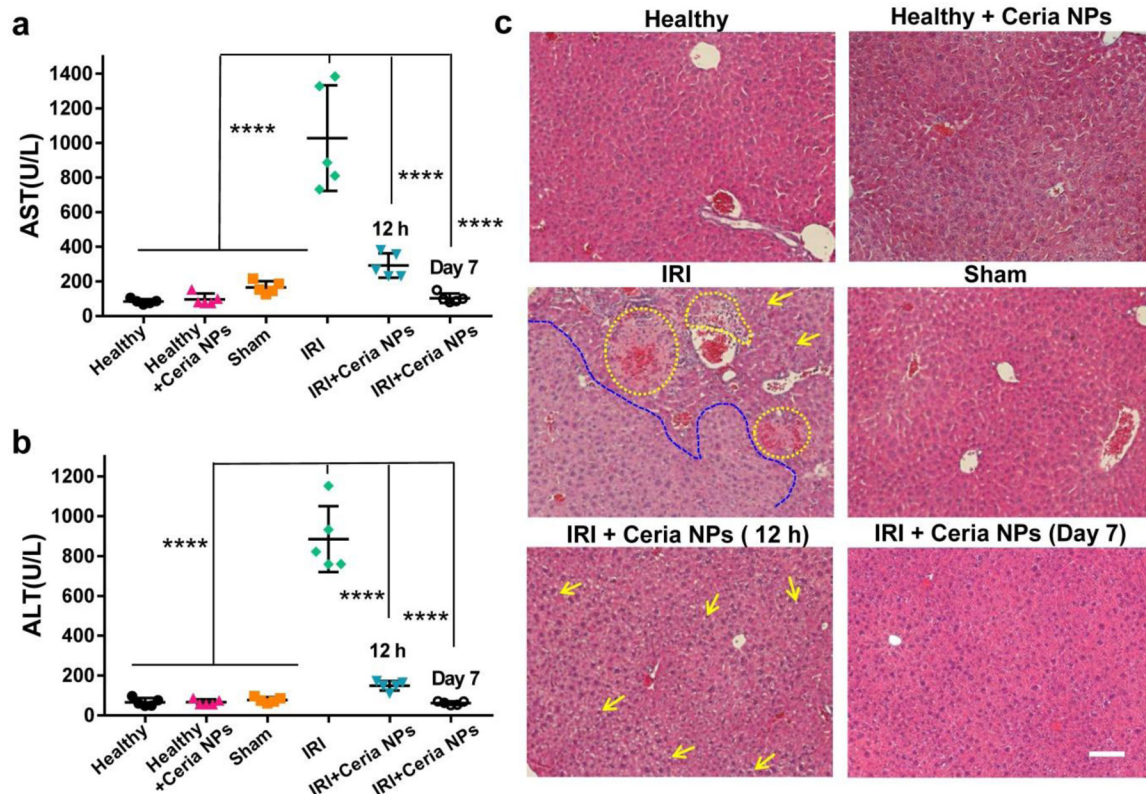 a
AST(U/L)
1400
1200
1000
800
600
400
200
0
****
****
****
12 h
Day 7
Healthy
Healthy
+Ceria NPs
Sham
IRI
IRI+Ceria NPs
IRI+Ceria NPs
b
ALT(U/L)
1200
1000
800
600
400
200
0
****
****
****
12 h
Day 7
Healthy
Healthy
+Ceria NPs
Sham
IRI
IRI+Ceria NPs
IRI+Ceria NPs
c
Healthy
Healthy + Ceria NPs
IRI
Sham
IRI + Ceria NPs ( 12 h)
IRI + Ceria NPs (Day 7)